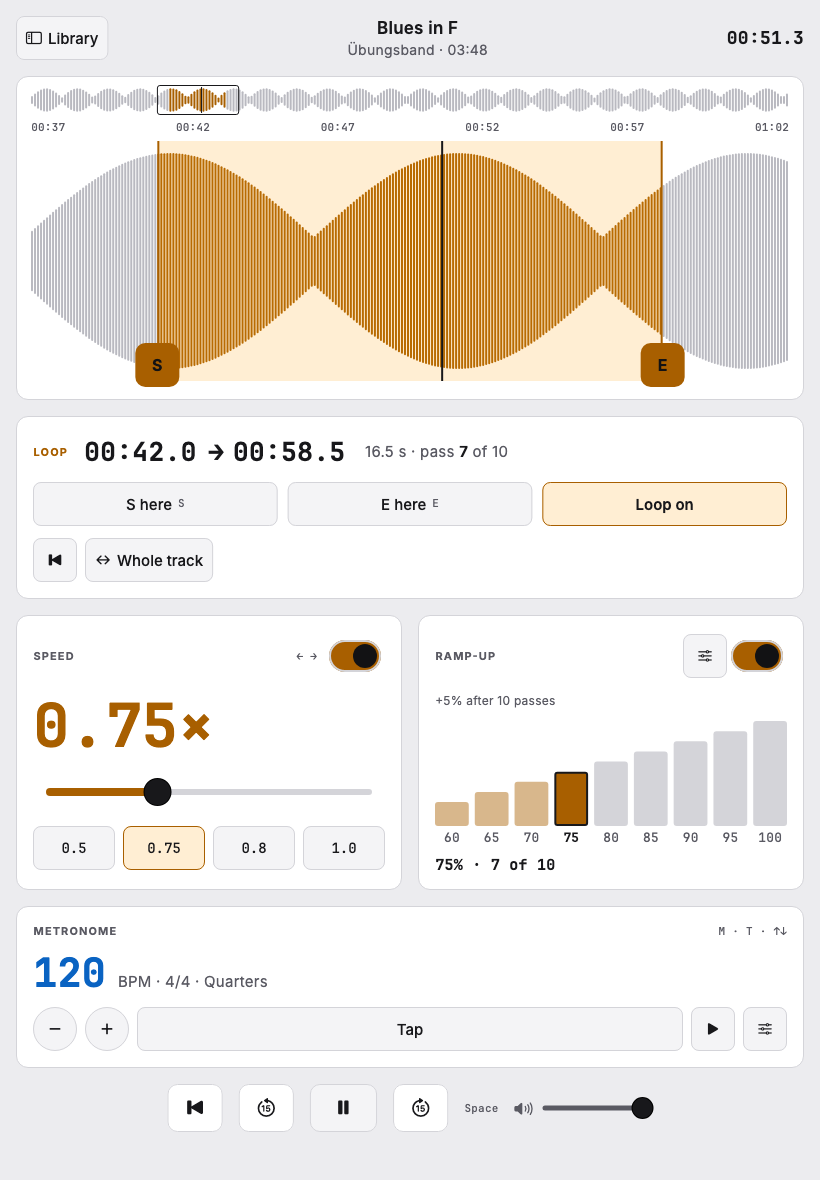 Library
Blues in F
Übungsband · 03:48
00:51.3
00:37 00:42 00:47 00:52 00:57 01:02
S E
LOOP 00:42.0 → 00:58.5 16.5 s · pass 7 of 10
S here S E here E Loop on
↔ Whole track
SPEED ← →
0.75×
0.5 0.75 0.8 1.0
RAMP-UP
+5% after 10 passes
60 65 70 75 80 85 90 95 100
75% · 7 of 10
METRONOME M · T · ↑↓
120 BPM · 4/4 · Quarters
− + Tap
15 15 Space